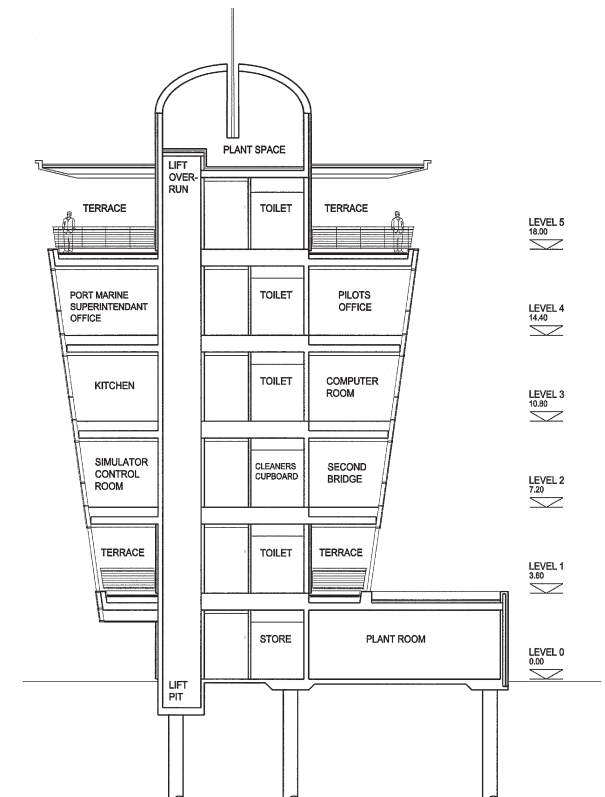 PLANT SPACE
LIFT
OVER-
RUN
TERRACE
TOILET
TERRACE
LEVEL 5
18.00
PORT MARINE
SUPERINTENDANT
OFFICE
TOILET
PILOTS
OFFICE
LEVEL 4
14.40
KITCHEN
TOILET
COMPUTER
ROOM
LEVEL 3
10.80
SIMULATOR
CONTROL
ROOM
CLEANERS
CUPBOARD
SECOND
BRIDGE
LEVEL 2
7.20
TERRACE
TOILET
TERRACE
LEVEL 1
3.60
STORE
PLANT ROOM
LEVEL 0
0.00
LIFT
PIT